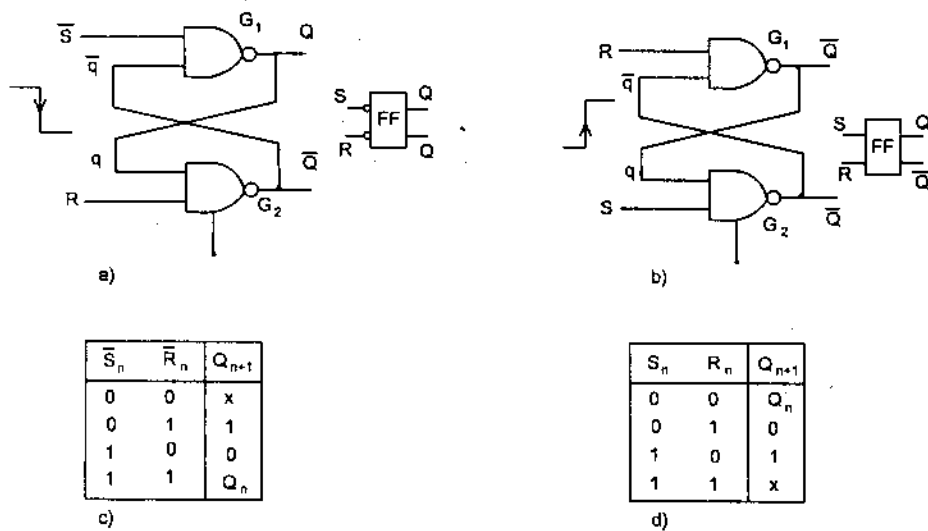 S̅ G₁ Q
q̅
S Q
FF
R Q
q Q̅
R G₂
a)
R G₁ Q̅
q̅
S Q
FF
R Q̅
q
S G₂ Q̅
b)
S̅ₙ R̅ₙ Qₙ₊₁
0 0 x
0 1 1
1 0 0
1 1 Qₙ
c)
Sₙ Rₙ Qₙ₊₁
0 0 Qₙ
0 1 0
1 0 1
1 1 x
d)